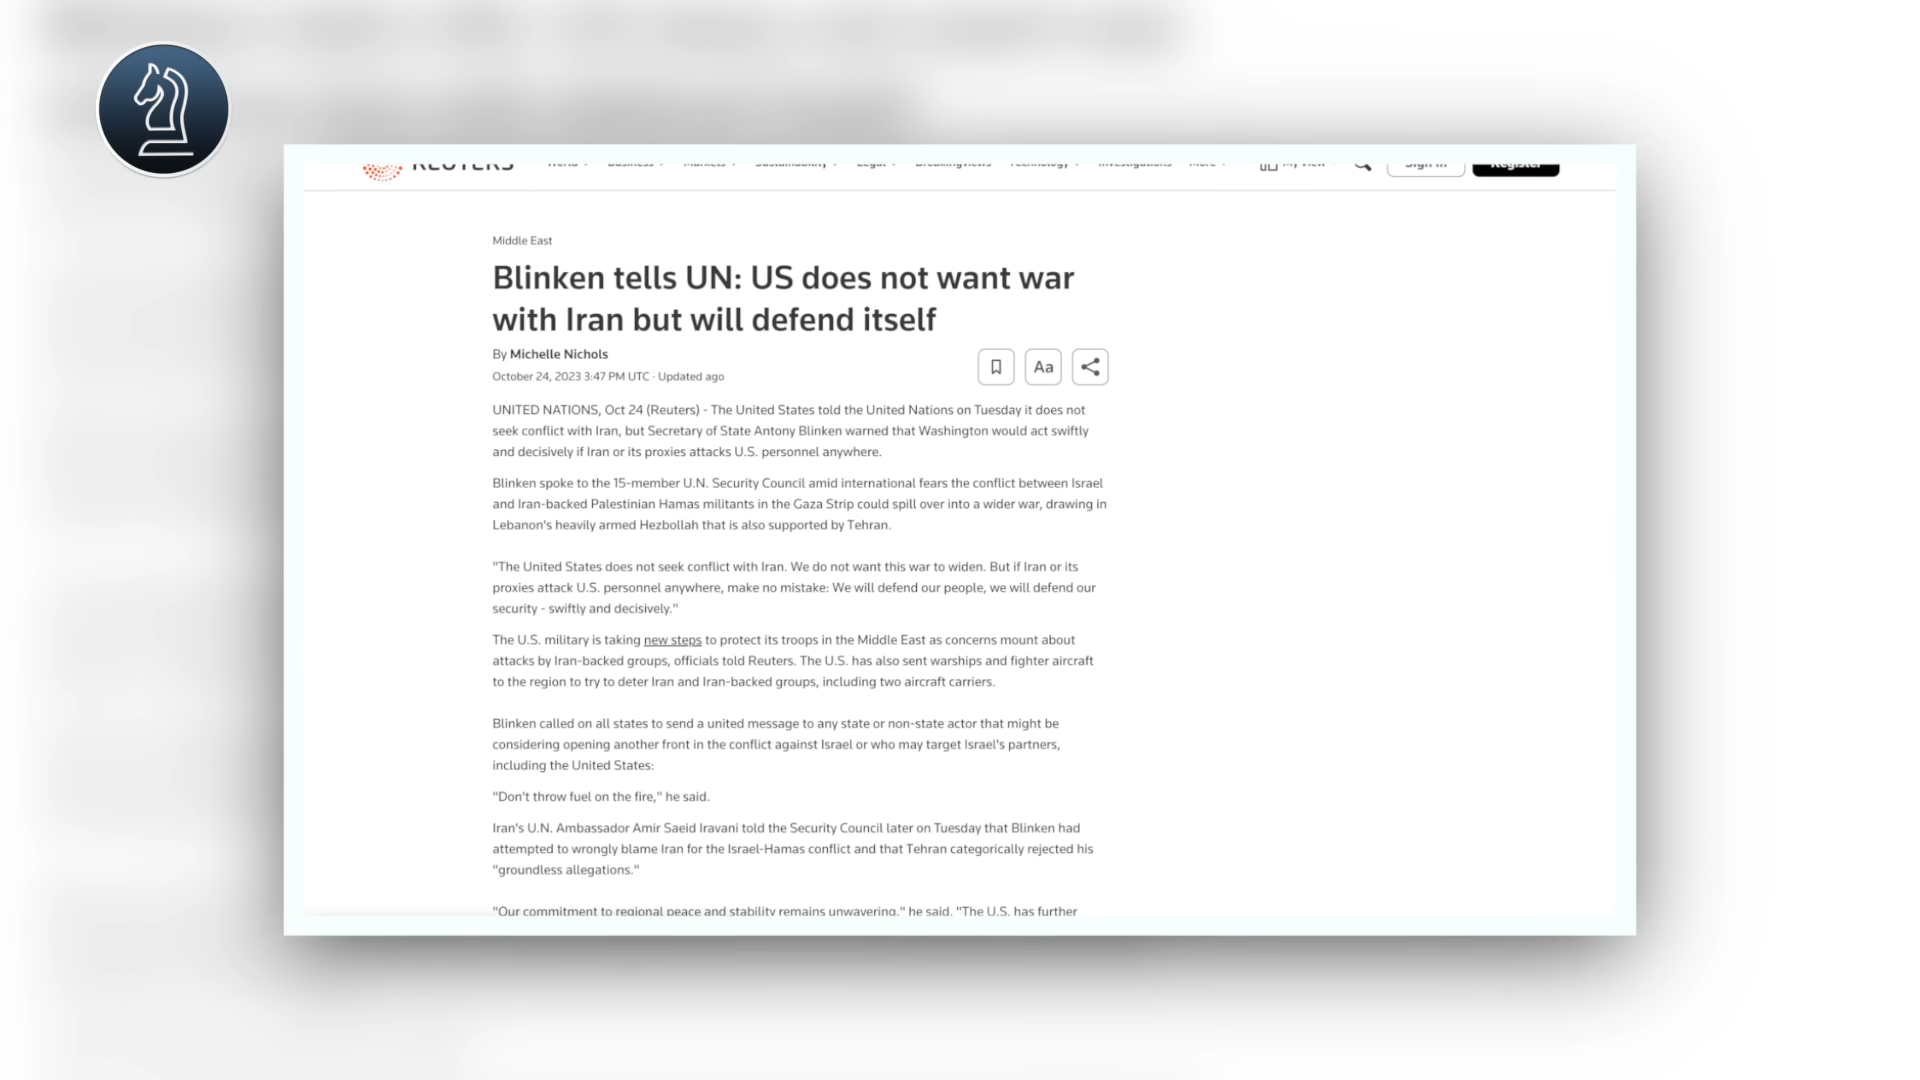 REUTERS World Business Markets Sustainability Legal Breakingviews Technology Investigations More My View Sign In Register
Middle East
Blinken tells UN: US does not want war
with Iran but will defend itself
By Michelle Nichols
October 24, 2023 3:47 PM UTC · Updated ago
Aa
UNITED NATIONS, Oct 24 (Reuters) - The United States told the United Nations on Tuesday it does not
seek conflict with Iran, but Secretary of State Antony Blinken warned that Washington would act swiftly
and decisively if Iran or its proxies attacks U.S. personnel anywhere.
Blinken spoke to the 15-member U.N. Security Council amid international fears the conflict between Israel
and Iran-backed Palestinian Hamas militants in the Gaza Strip could spill over into a wider war, drawing in
Lebanon's heavily armed Hezbollah that is also supported by Tehran.
"The United States does not seek conflict with Iran. We do not want this war to widen. But if Iran or its
proxies attack U.S. personnel anywhere, make no mistake: We will defend our people, we will defend our
security - swiftly and decisively."
The U.S. military is taking new steps to protect its troops in the Middle East as concerns mount about
attacks by Iran-backed groups, officials told Reuters. The U.S. has also sent warships and fighter aircraft
to the region to try to deter Iran and Iran-backed groups, including two aircraft carriers.
Blinken called on all states to send a united message to any state or non-state actor that might be
considering opening another front in the conflict against Israel or who may target Israel's partners,
including the United States:
"Don't throw fuel on the fire," he said.
Iran's U.N. Ambassador Amir Saeid Iravani told the Security Council later on Tuesday that Blinken had
attempted to wrongly blame Iran for the Israel-Hamas conflict and that Tehran categorically rejected his
"groundless allegations."
"Our commitment to regional peace and stability remains unwavering," he said. "The U.S. has further